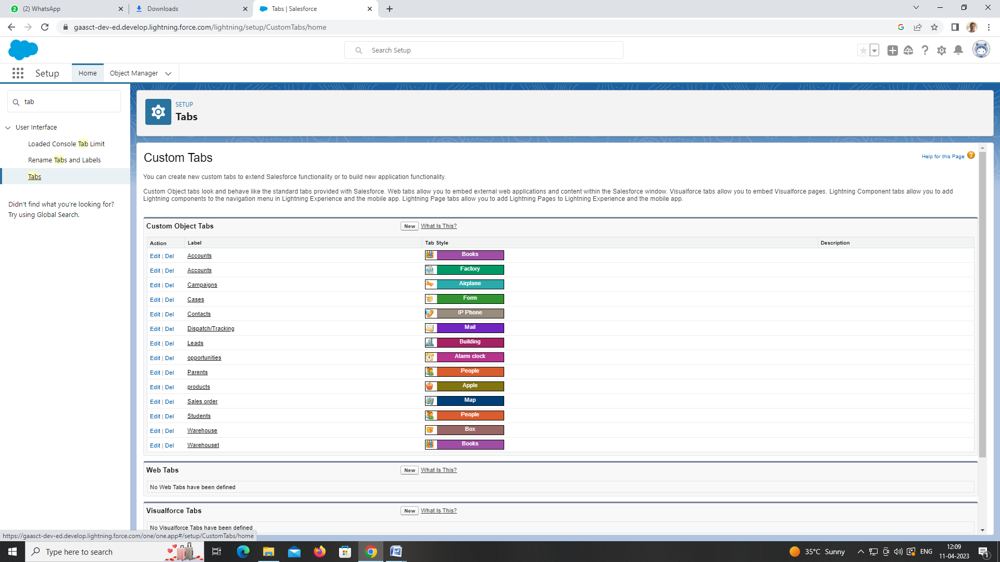 (2) WhatsApp
Downloads
Tabs | Salesforce
gaasct-dev-ed.develop.lightning.force.com/lightning/setup/CustomTabs/home
Search Setup
Setup
Home
Object Manager
tab
User Interface
Loaded Console Tab Limit
Rename Tabs and Labels
Tabs
Didn't find what you're looking for?
Try using Global Search.
SETUP
Tabs
Custom Tabs
Help for this Page
You can create new custom tabs to extend Salesforce functionality or to build new application functionality.
Custom Object tabs look and behave like the standard tabs provided with Salesforce. Web tabs allow you to embed external web applications and content within the Salesforce window. Visualforce tabs allow you to embed Visualforce pages. Lightning Component tabs allow you to add
Lightning components to the navigation menu in Lightning Experience and the mobile app. Lightning Page tabs allow you to add Lightning Pages to Lightning Experience and the mobile app.
Custom Object Tabs New What Is This?
Action Label Tab Style Description
Edit | Del Accounts Books
Edit | Del Accounts Factory
Edit | Del Campaigns Airplane
Edit | Del Cases Form
Edit | Del Contacts IP Phone
Edit | Del Dispatch/Tracking Mail
Edit | Del Leads Building
Edit | Del opportunities Alarm clock
Edit | Del Parents People
Edit | Del products Apple
Edit | Del Sales order Map
Edit | Del Students People
Edit | Del Warehouse Box
Edit | Del Warehouset Books
Web Tabs New What Is This?
No Web Tabs have been defined
Visualforce Tabs New What Is This?
No Visualforce Tabs have been defined
https://gaasct-dev-ed.develop.lightning.force.com/one/one.app#/setup/CustomTabs/home
Type here to search
35°C Sunny
ENG
12:09
11-04-2023
1